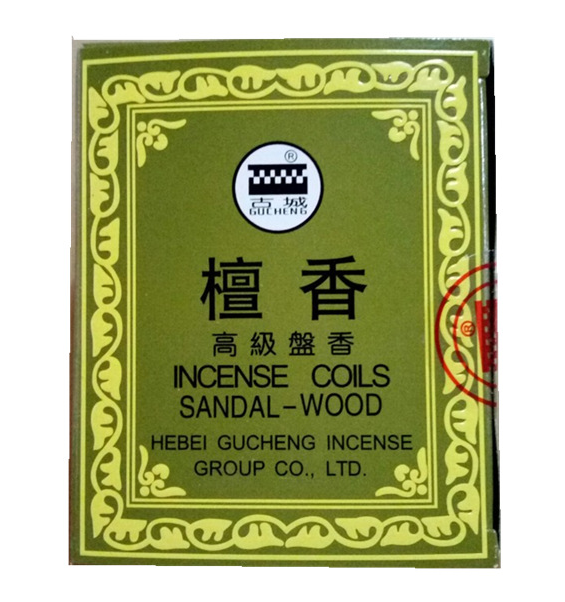 ®
古城
GUCHENG
檀香
高級盤香
INCENSE COILS
SANDAL-WOOD
HEBEI GUCHENG INCENSE
GROUP CO., LTD.
®